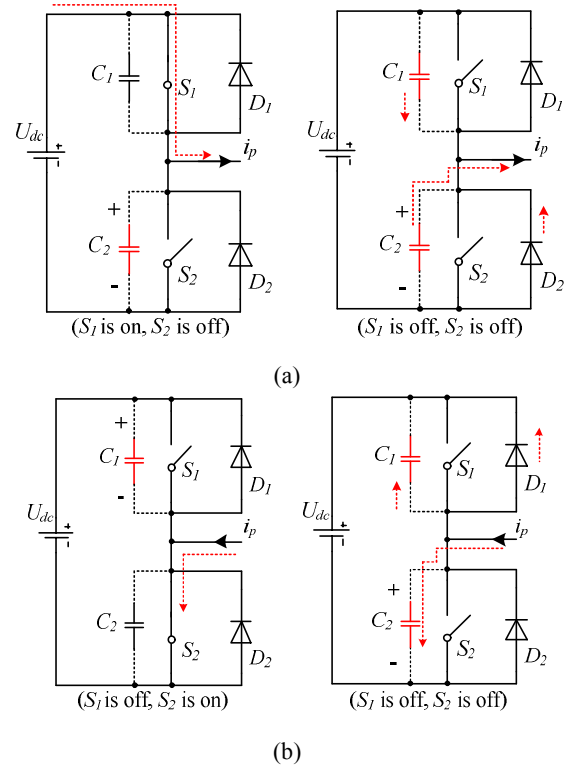 C1
S1
D1
Udc
+
-
ip
+
C2
-
S2
D2
(S1 is on, S2 is off)
C1
S1
D1
Udc
+
-
ip
+
C2
-
S2
D2
(S1 is off, S2 is off)
(a)
+
C1
-
S1
D1
Udc
+
-
ip
C2
S2
D2
(S1 is off, S2 is on)
C1
S1
D1
Udc
+
-
ip
+
C2
-
S2
D2
(S1 is off, S2 is off)
(b)